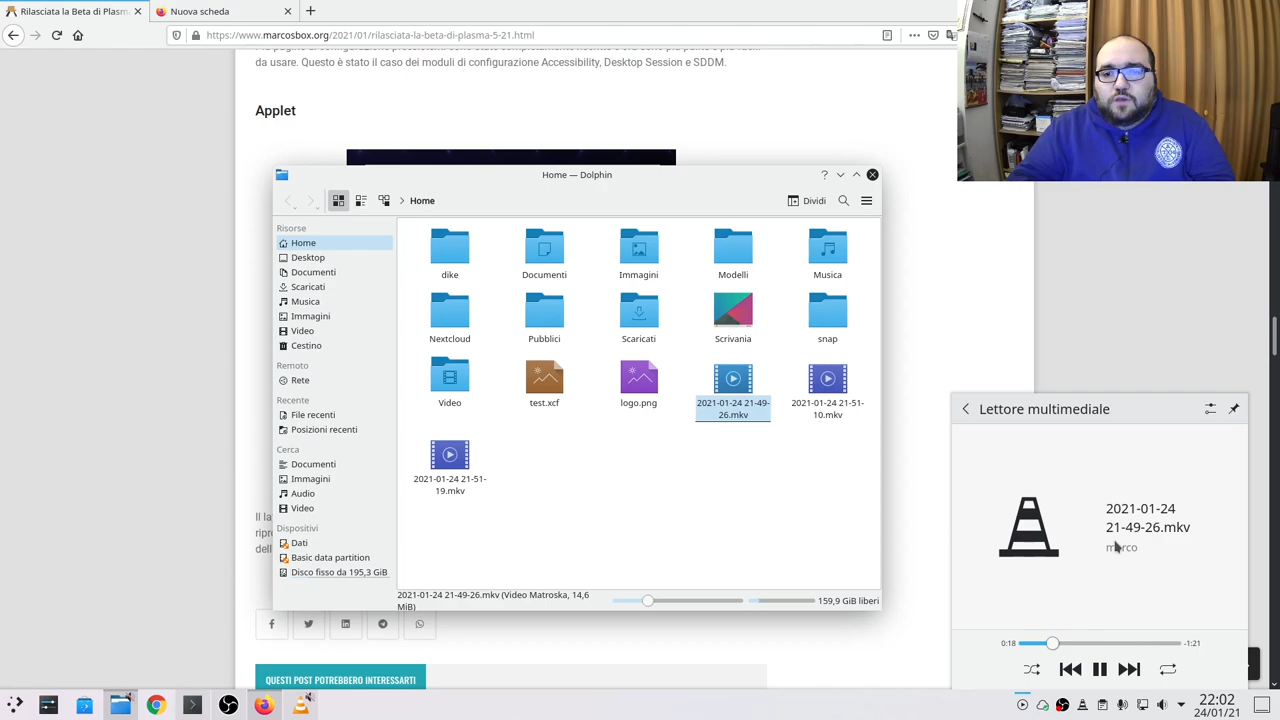 Rilasciata la Beta di Plasm
Nuova scheda
https://www.marcosbox.org/2021/01/rilasciata-la-beta-di-plasma-5-21.html
da usare. Questo è stato il caso dei moduli di configurazione Accessibility, Desktop Session e SDDM.
Applet
Home — Dolphin
Home
Dividi
Risorse
Home
Desktop
Documenti
Scaricati
Musica
Immagini
Video
Cestino
Remoto
Rete
Recente
File recenti
Posizioni recenti
Cerca
Documenti
Immagini
Audio
Video
Dispositivi
Dati
Basic data partition
Disco fisso da 195,3 GiB
dike
Documenti
Immagini
Modelli
Musica
Nextcloud
Pubblici
Scaricati
Scrivania
snap
Video
test.xcf
logo.png
2021-01-24 21-49-
26.mkv
2021-01-24 21-51-
10.mkv
2021-01-24 21-51-
19.mkv
2021-01-24 21-49-26.mkv (Video Matroska, 14,6
MiB)
159,9 GiB liberi
Il la
ripro
dell
QUESTI POST POTREBBERO INTERESSARTI
Lettore multimediale
2021-01-24
21-49-26.mkv
marco
0:18
-1:21
22:02
24/01/21